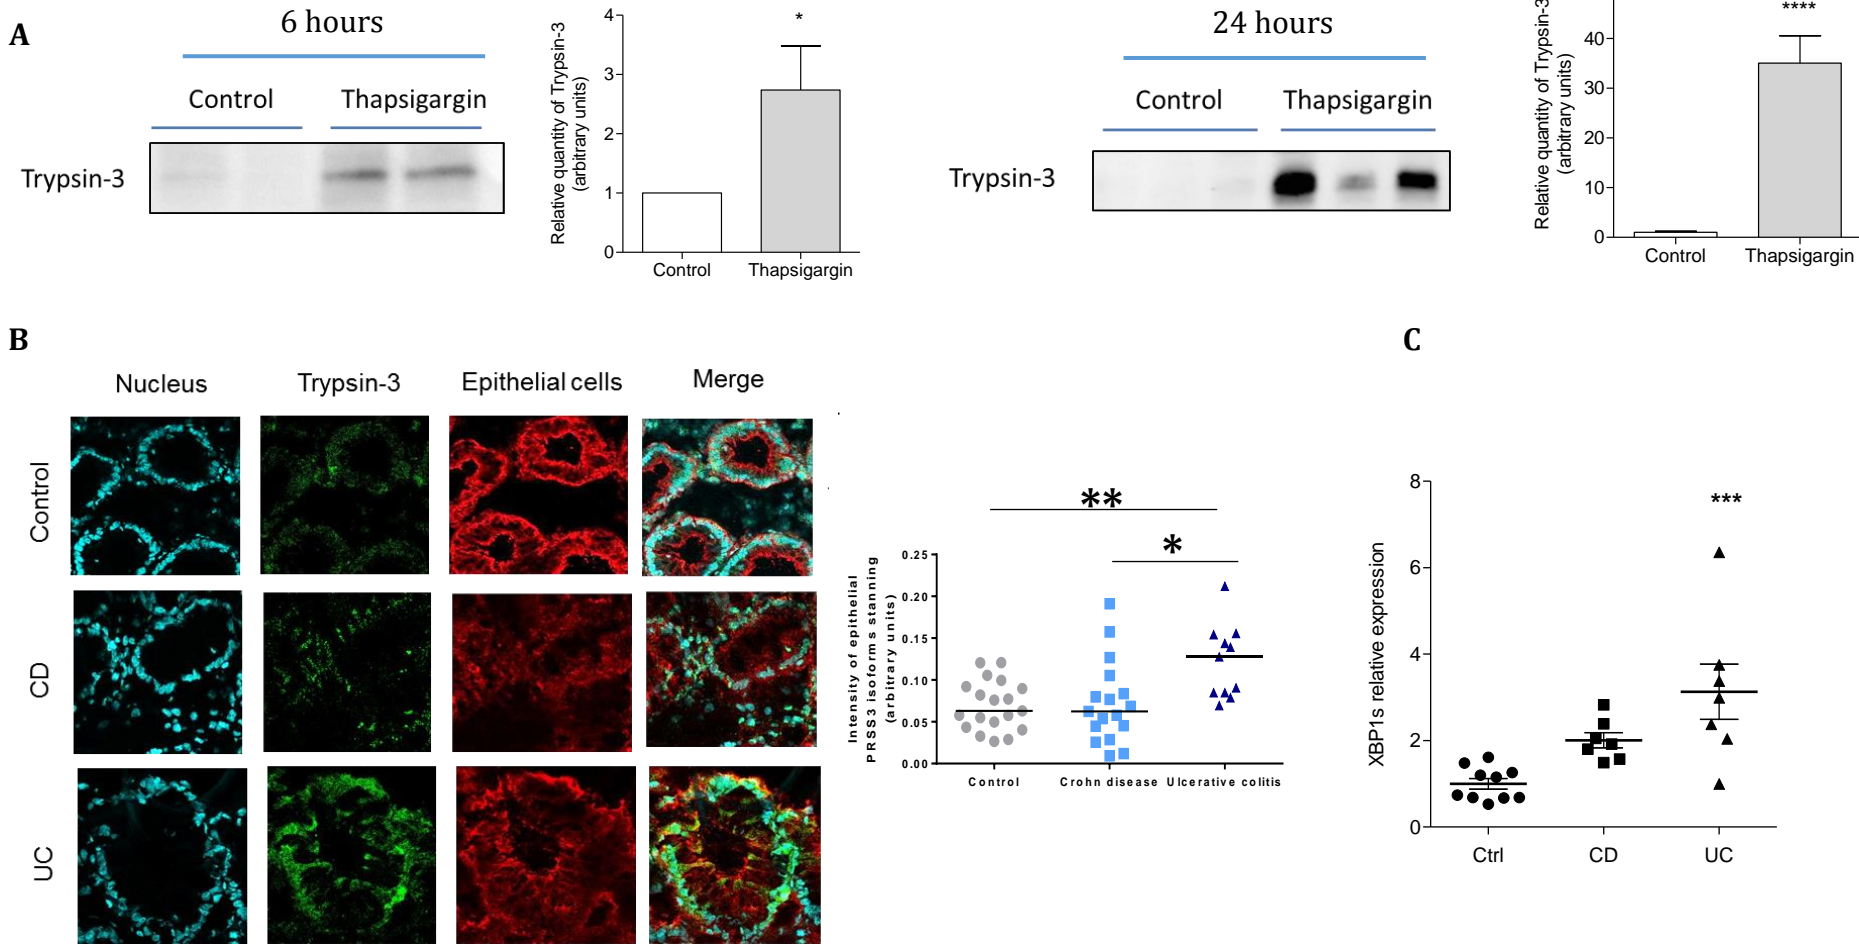 A
6 hours
Control
Thapsigargin
Trypsin-3
Relative quantity of Trypsin-3
(arbitrary units)
4
3
2
1
0
*
Control
Thapsigargin
24 hours
Control
Thapsigargin
Trypsin-3
Relative quantity of Trypsin-3
(arbitrary units)
40
30
20
10
0
****
Control
Thapsigargin
B
Nucleus
Trypsin-3
Epithelial cells
Merge
Control
CD
UC
Intensity of epithelial
PRSS3 isoforms stanning
(arbitrary units)
**
*
0.25
0.20
0.15
0.10
0.05
0.00
Control
Crohn disease
Ulcerative colitis
C
XBP1s relative expression
8
6
4
2
0
***
Ctrl
CD
UC